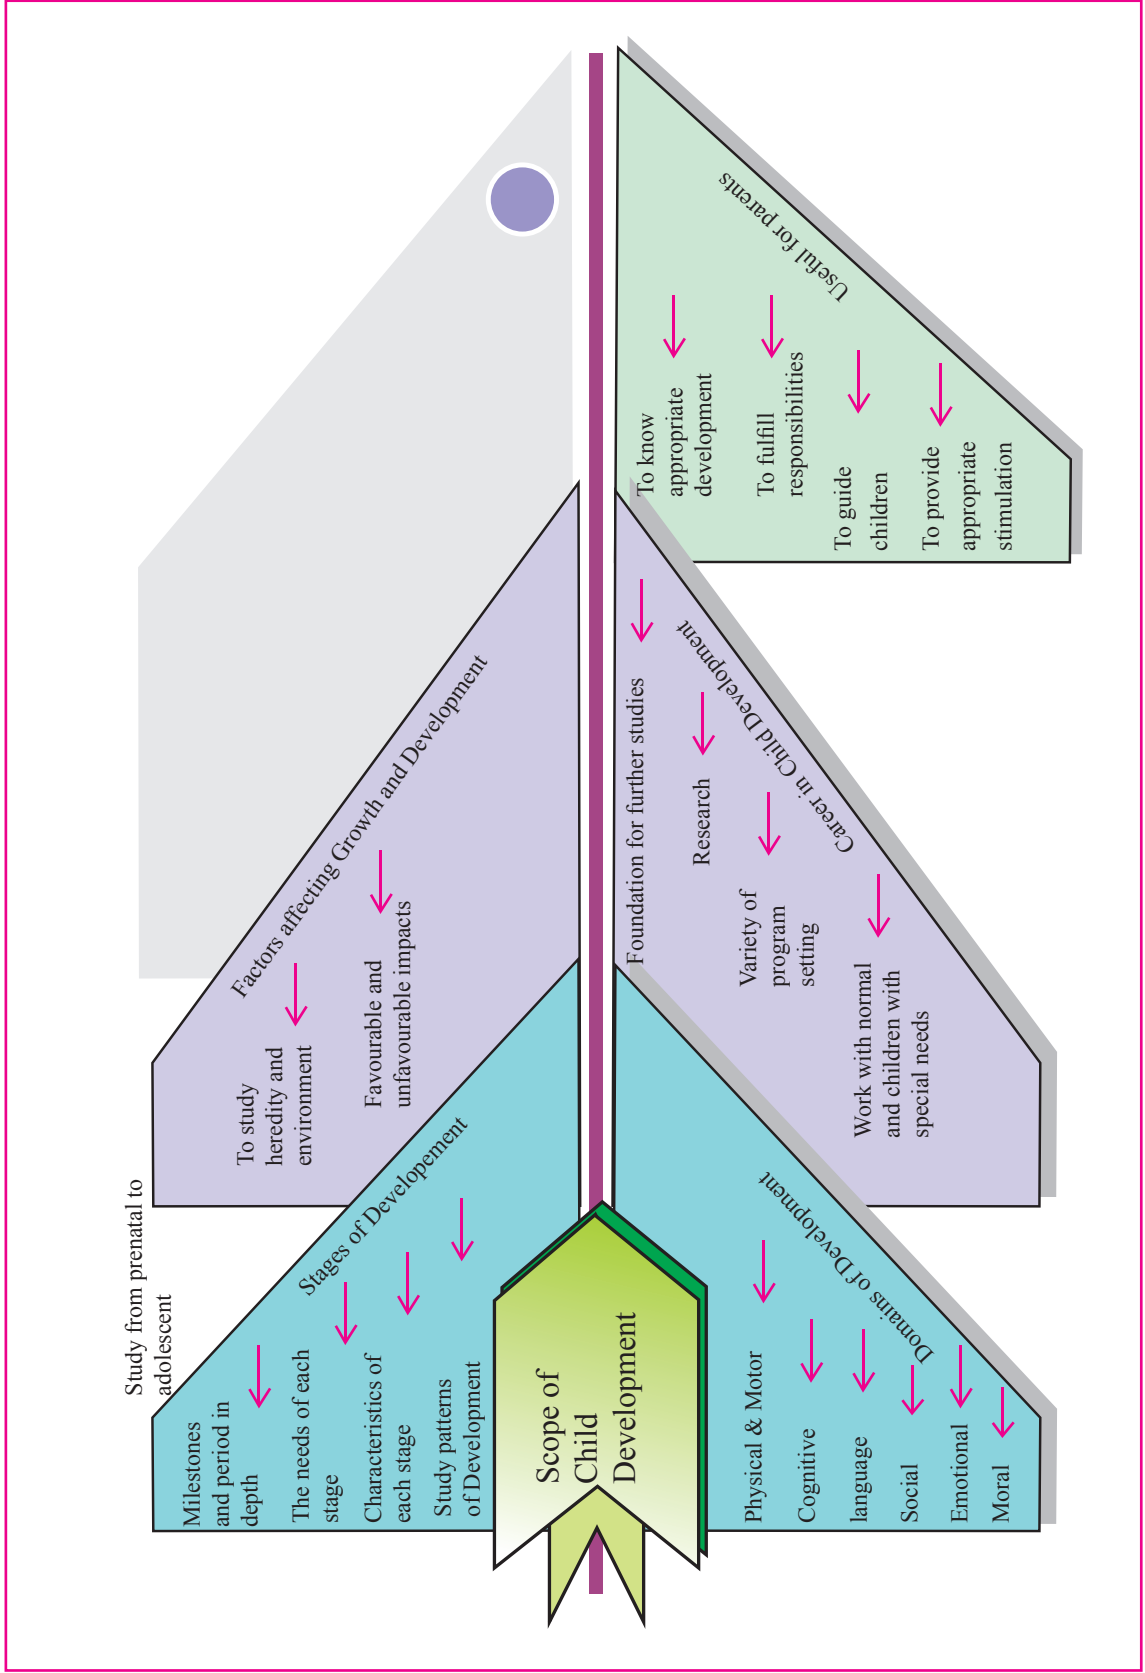 Scope of
Child
Development
Study from prenatal to
adolescent
Stages of Developement
Milestones
and period in
depth
The needs of each
stage
Characteristics of
each stage
Study patterns
of Development
Factors affecting Growth and Development
To study
heredity and
environment
Favourable and
unfavourable impacts
Domains of Development
Physical & Motor
Cognitive
language
Social
Emotional
Moral
Career in Child Development
Foundation for further studies
Research
Variety of
program
setting
Work with normal
and children with
special needs
Useful for parents
To know
appropriate
development
To fulfill
responsibilities
To guide
children
To provide
appropriate
stimulation